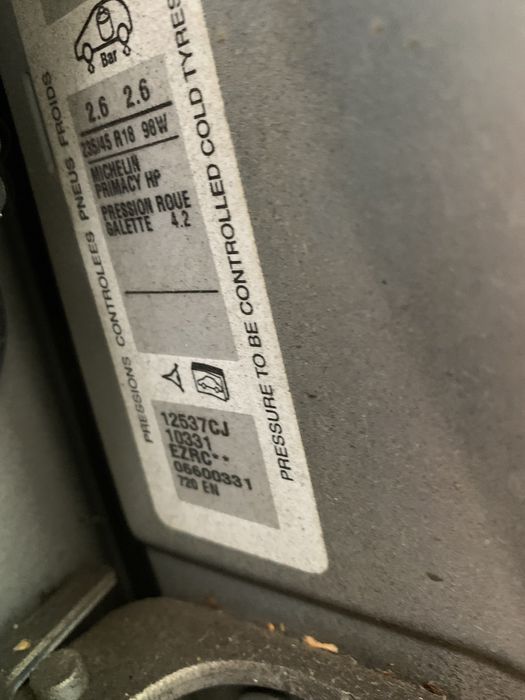 Bar
2.6 2.6
235/45 R18 98W
MICHELIN
PRIMACY HP
PRESSION ROUE
GALETTE 4.2
PRESSIONS CONTROLEES PNEUS FROIDS
PRESSURE TO BE CONTROLLED COLD TYRES
12537CJ
10331
EZRC**
05600331
720 EN